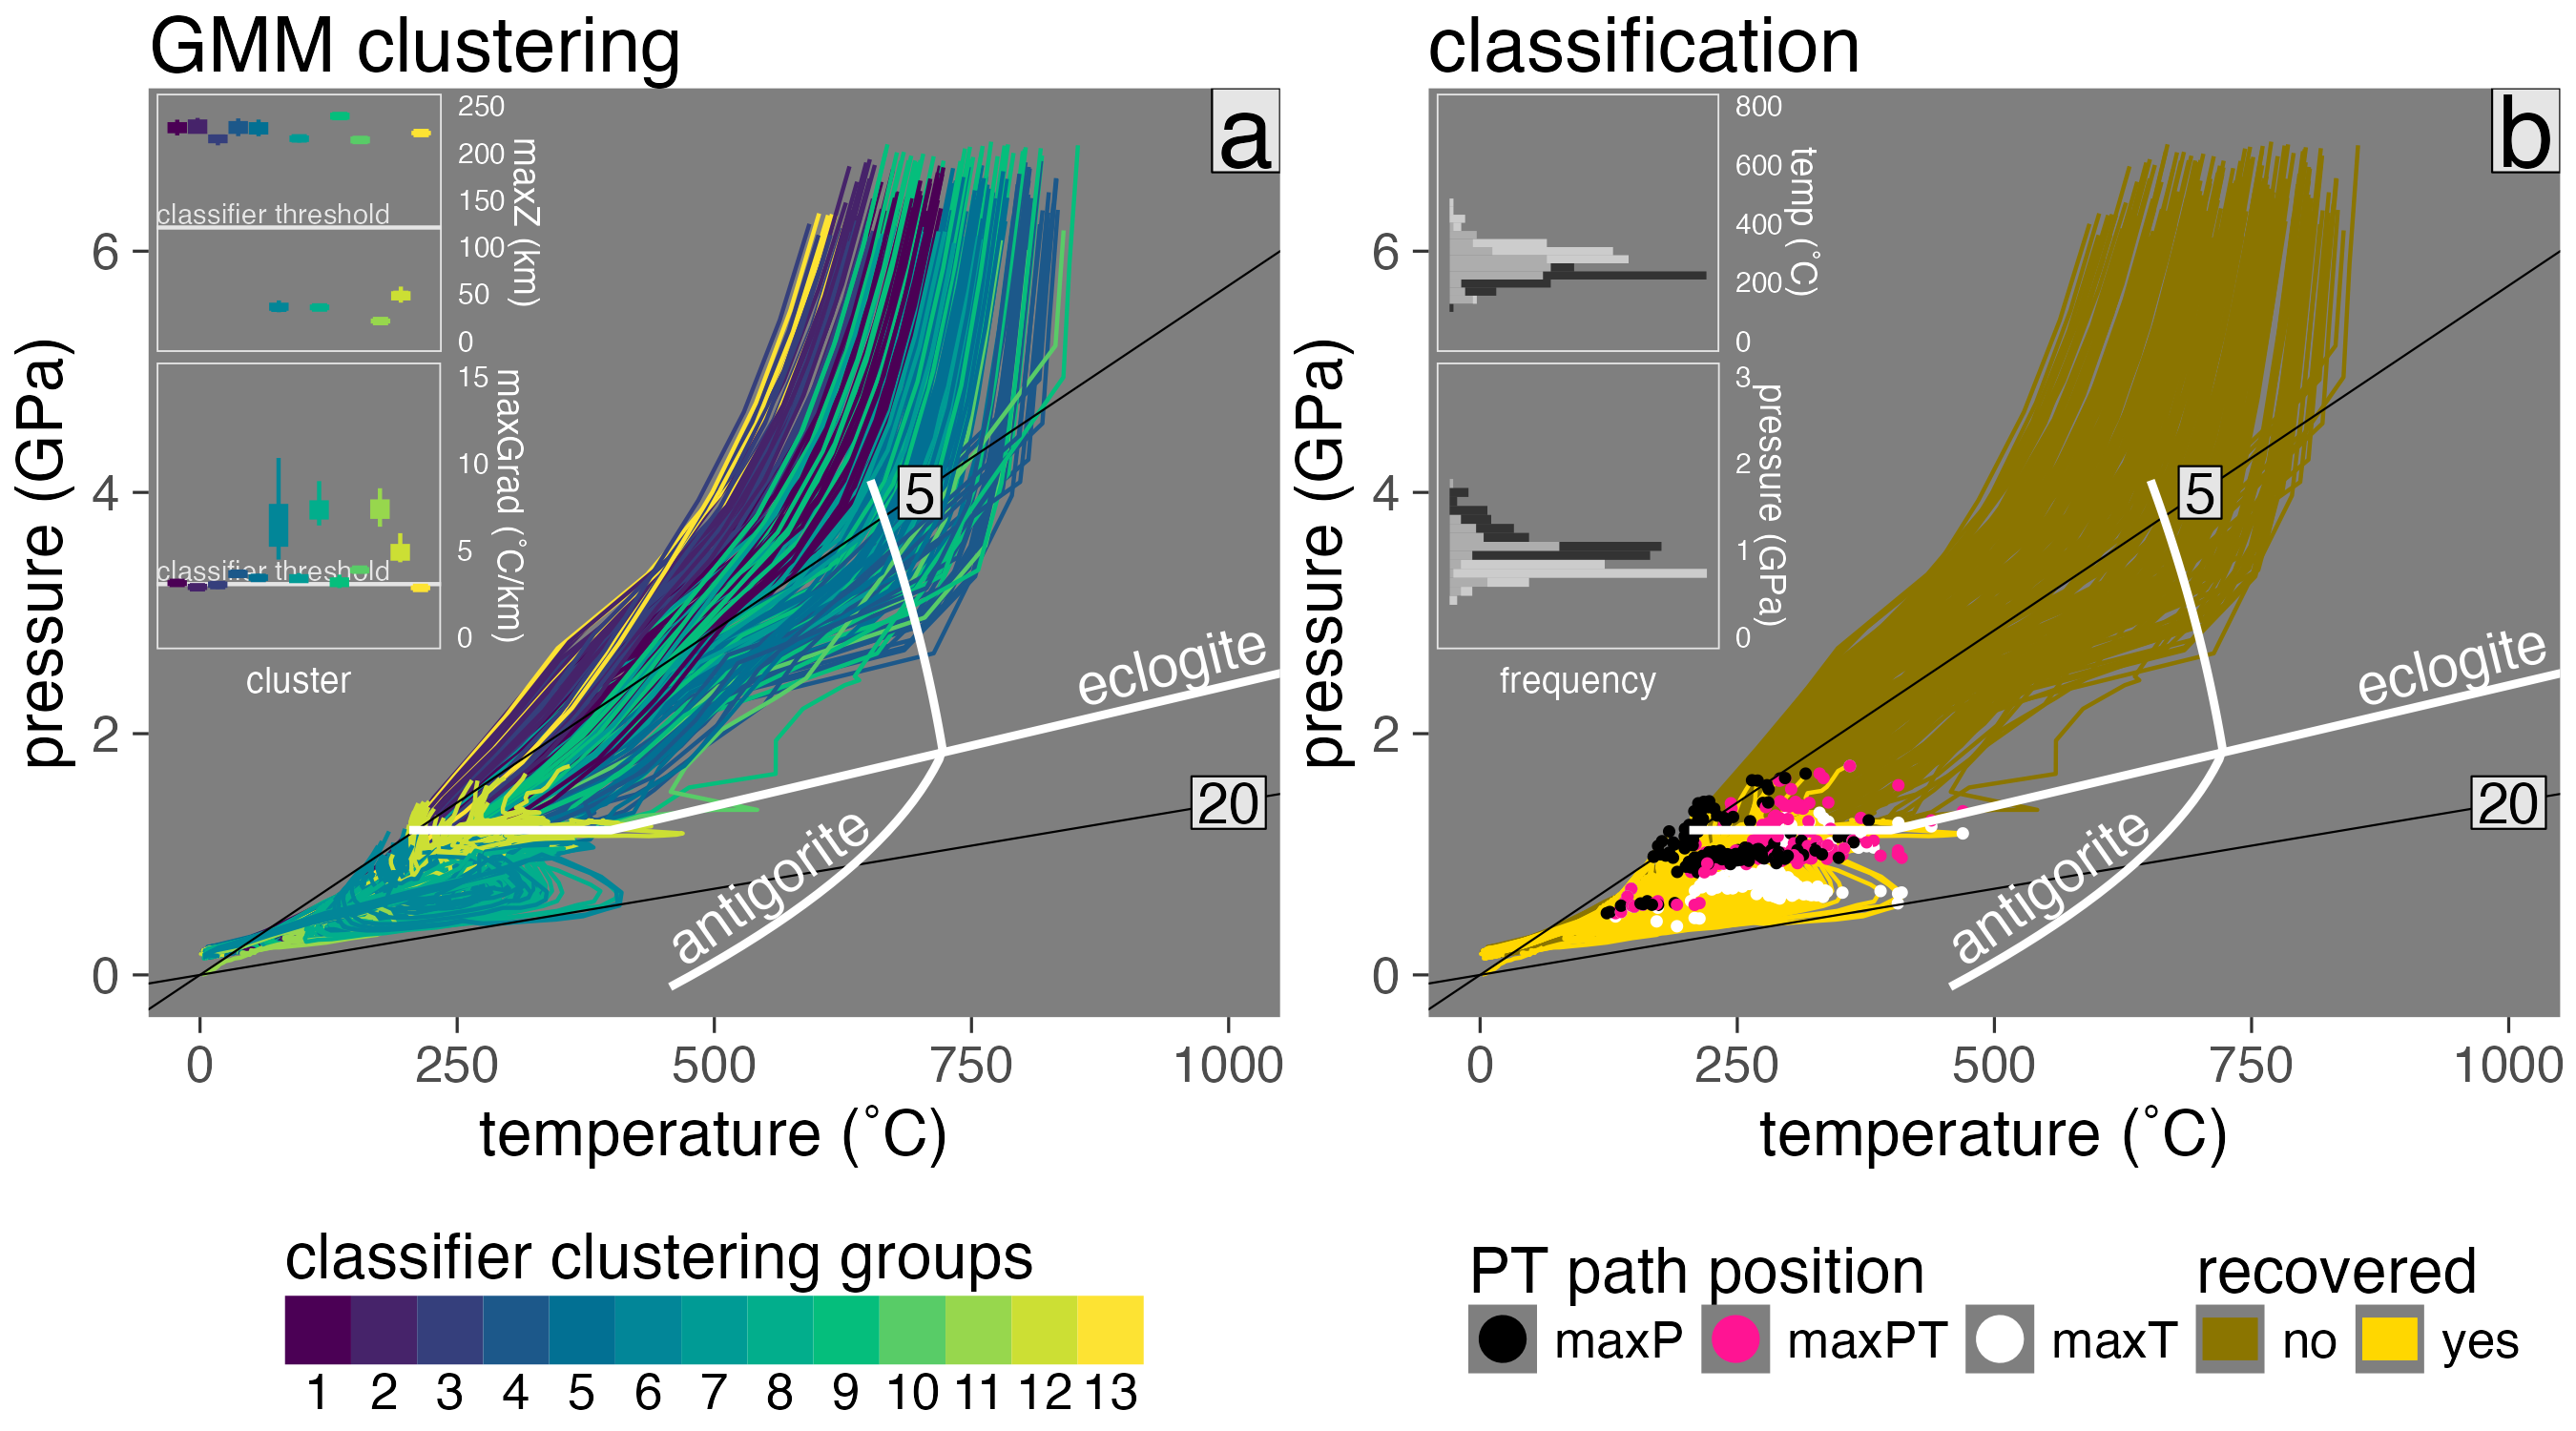 GMM clustering
a
250
200
150
100
50
0
maxZ (km)
classifier threshold
15
10
5
0
maxGrad (˚C/km)
classifier threshold
cluster
5
eclogite
20
antigorite
pressure (GPa)
6
4
2
0
0 250 500 750 1000
temperature (˚C)
classification
b
800
600
400
200
0
temp (˚C)
3
2
1
0
pressure (GPa)
frequency
5
eclogite
20
antigorite
pressure (GPa)
6
4
2
0
0 250 500 750 1000
temperature (˚C)
classifier clustering groups
1 2 3 4 5 6 7 8 9 10 11 12 13
PT path position
maxP maxPT maxT
recovered
no yes